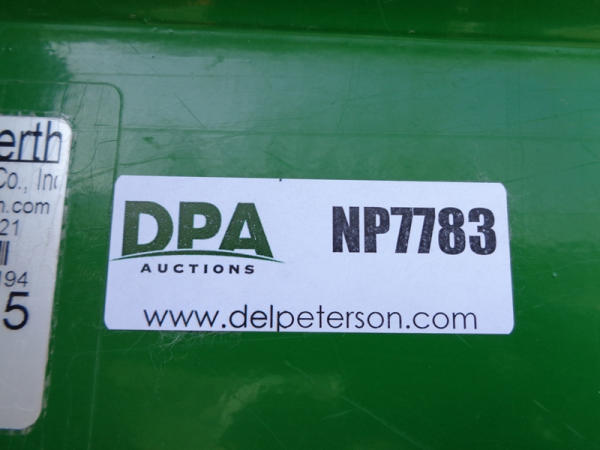 erth
Co., Inc
n.com
21
194
5
DPA
AUCTIONS
NP7783
www.delpeterson.com